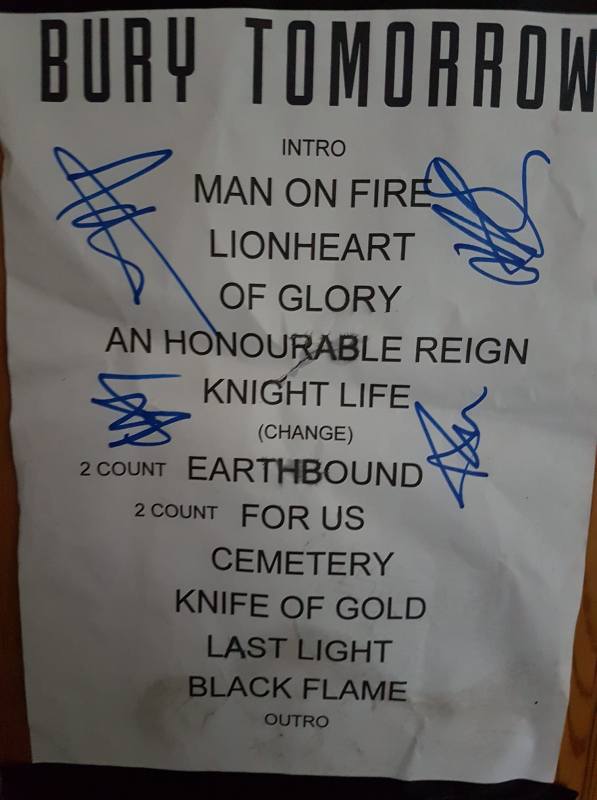 BURY TOMORROW
INTRO
MAN ON FIRE
LIONHEART
OF GLORY
AN HONOURABLE REIGN
KNIGHT LIFE
(CHANGE)
2 COUNT EARTHBOUND
2 COUNT FOR US
CEMETERY
KNIFE OF GOLD
LAST LIGHT
BLACK FLAME
OUTRO